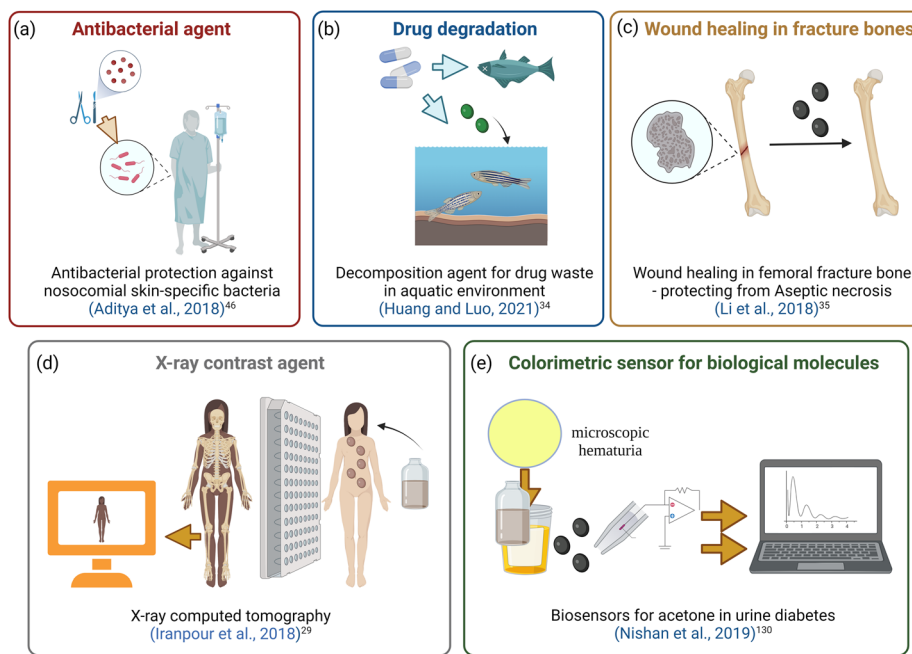 (a) Antibacterial agent
Antibacterial protection against
nosocomial skin-specific bacteria
(Aditya et al., 2018)46
(b) Drug degradation
Decomposition agent for drug waste
in aquatic environment
(Huang and Luo, 2021)34
(c) Wound healing in fracture bones
Wound healing in femoral fracture bone
- protecting from Aseptic necrosis
(Li et al., 2018)35
(d) X-ray contrast agent
X-ray computed tomography
(Iranpour et al., 2018)29
(e) Colorimetric sensor for biological molecules
microscopic
hematuria
Biosensors for acetone in urine diabetes
(Nishan et al., 2019)130